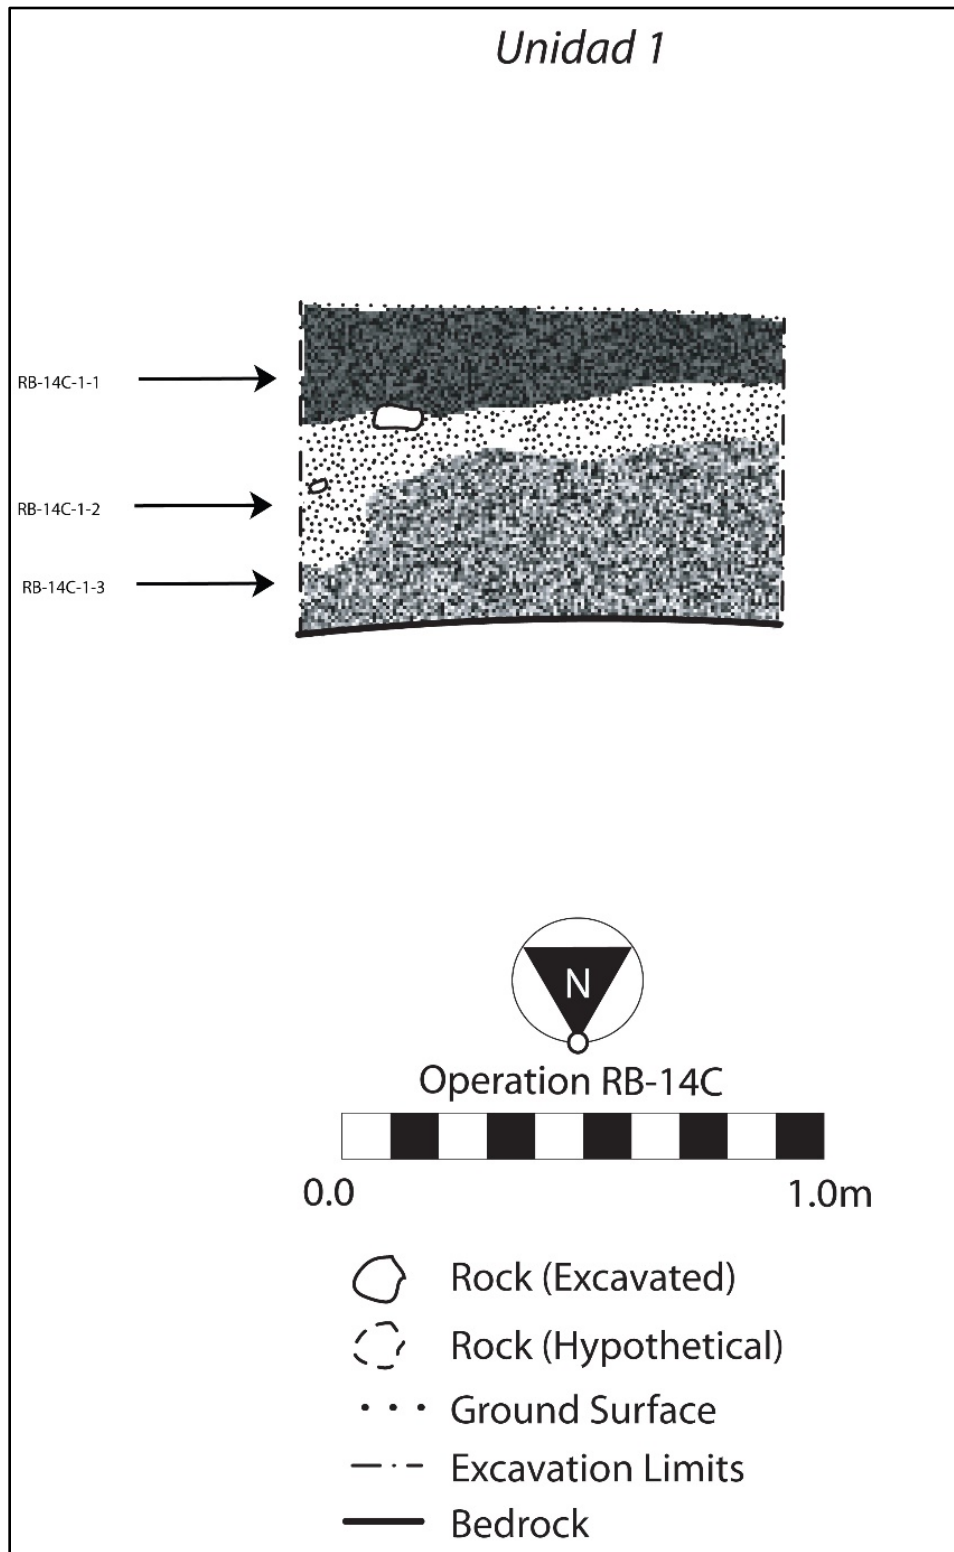 Unidad 1
RB-14C-1-1
RB-14C-1-2
RB-14C-1-3
N
Operation RB-14C
0.0 1.0m
Rock (Excavated)
Rock (Hypothetical)
Ground Surface
Excavation Limits
Bedrock